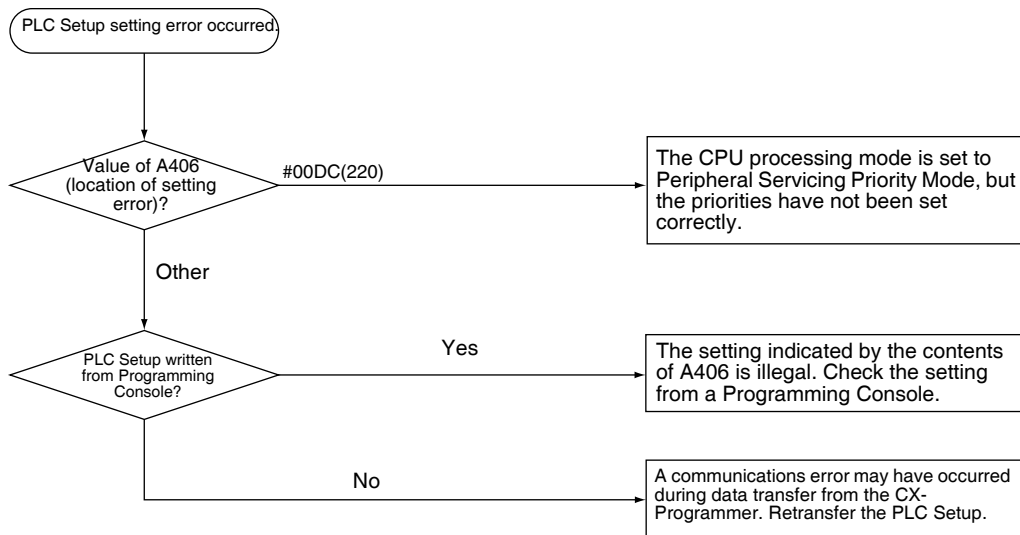 PLC Setup setting error occurred.
Value of A406
(location of setting
error)?
#00DC(220)
The CPU processing mode is set to
Peripheral Servicing Priority Mode, but
the priorities have not been set
correctly.
Other
PLC Setup written
from Programming
Console?
Yes
The setting indicated by the contents
of A406 is illegal. Check the setting
from a Programming Console.
No
A communications error may have occurred
during data transfer from the CX-
Programmer. Retransfer the PLC Setup.